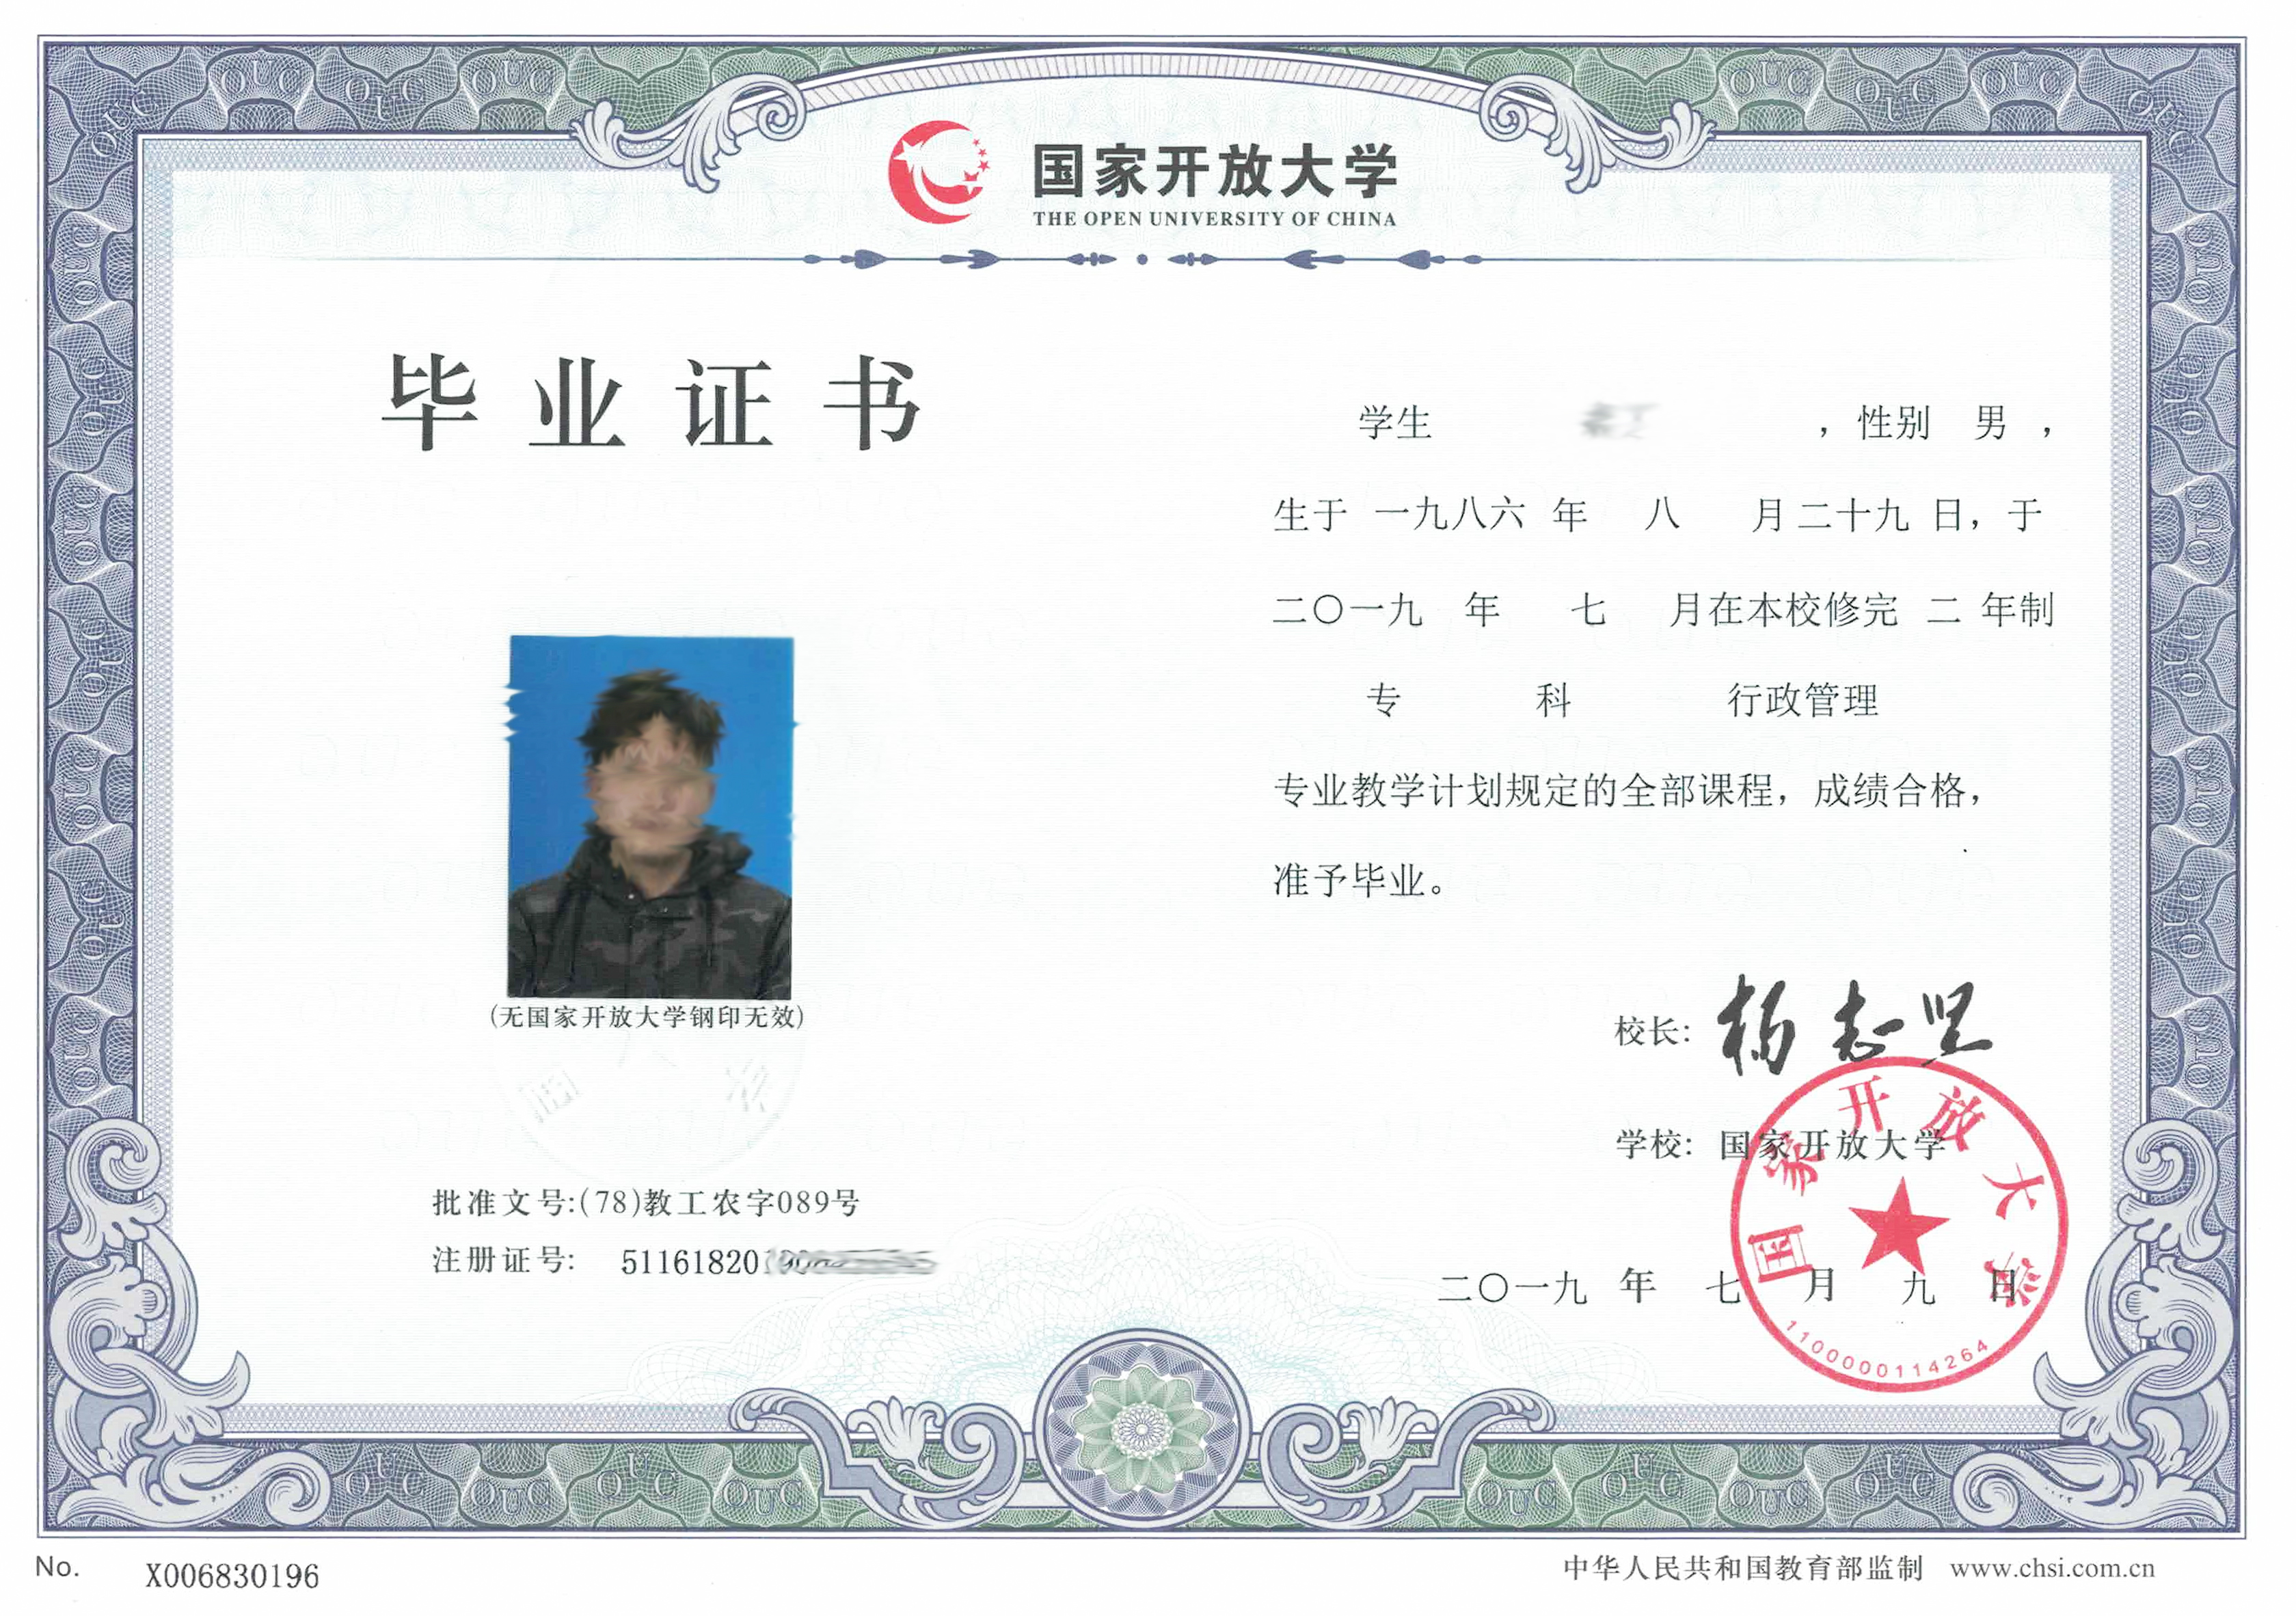 国家开放大学
THE OPEN UNIVERSITY OF CHINA
毕业证书
(无国家开放大学钢印无效)
批准文号:(78)教工农字089号
注册证号: 51161820
学生 ，性别 男 ，
生于 一九八六 年 八 月二十九 日，于
二〇一九 年 七 月在本校修完 二 年制
专 科 行政管理
专业教学计划规定的全部课程，成绩合格，
准予毕业。
校长: 杨志坚
学校: 国家开放大学
二〇一九 年 七 月 九 日
国家开放大学
1100000114264
No. X006830196
中华人民共和国教育部监制 www.chsi.com.cn